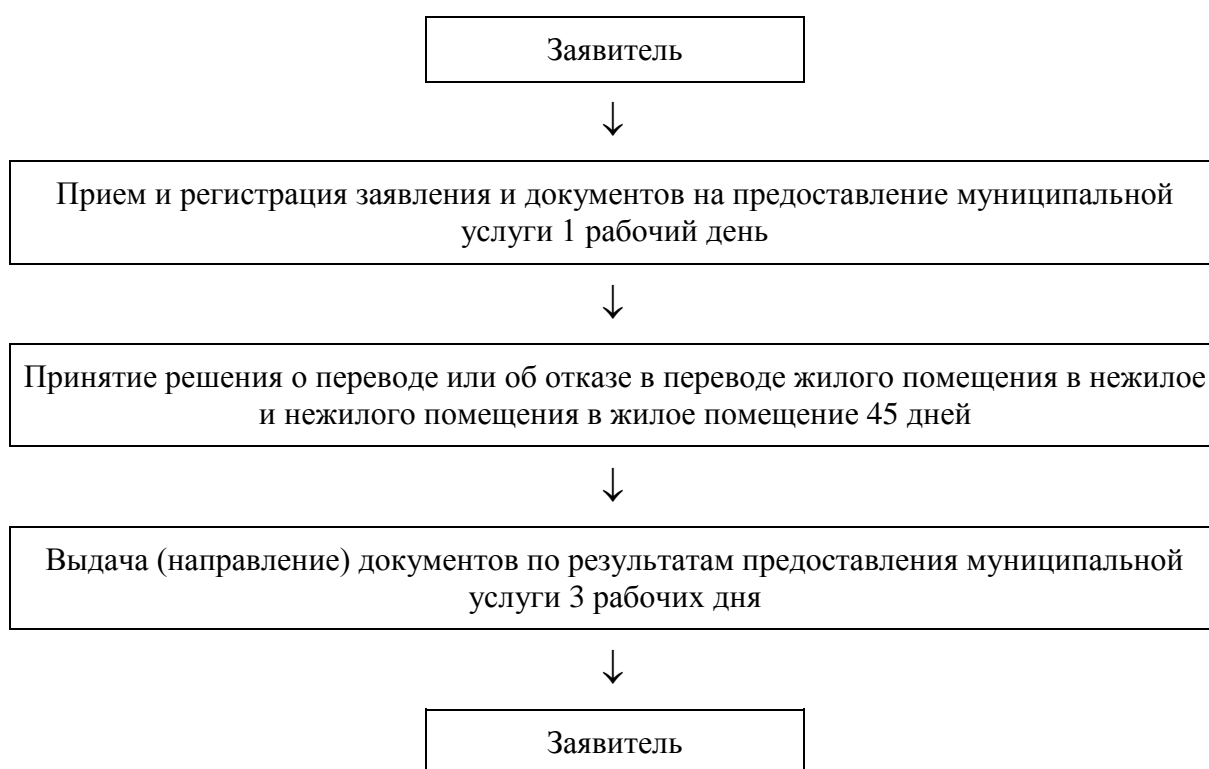 Заявитель
Прием и регистрация заявления и документов на предоставление муниципальной
услуги 1 рабочий день
Принятие решения о переводе или об отказе в переводе жилого помещения в нежилое
и нежилого помещения в жилое помещение 45 дней
Выдача (направление) документов по результатам предоставления муниципальной
услуги 3 рабочих дня
Заявитель